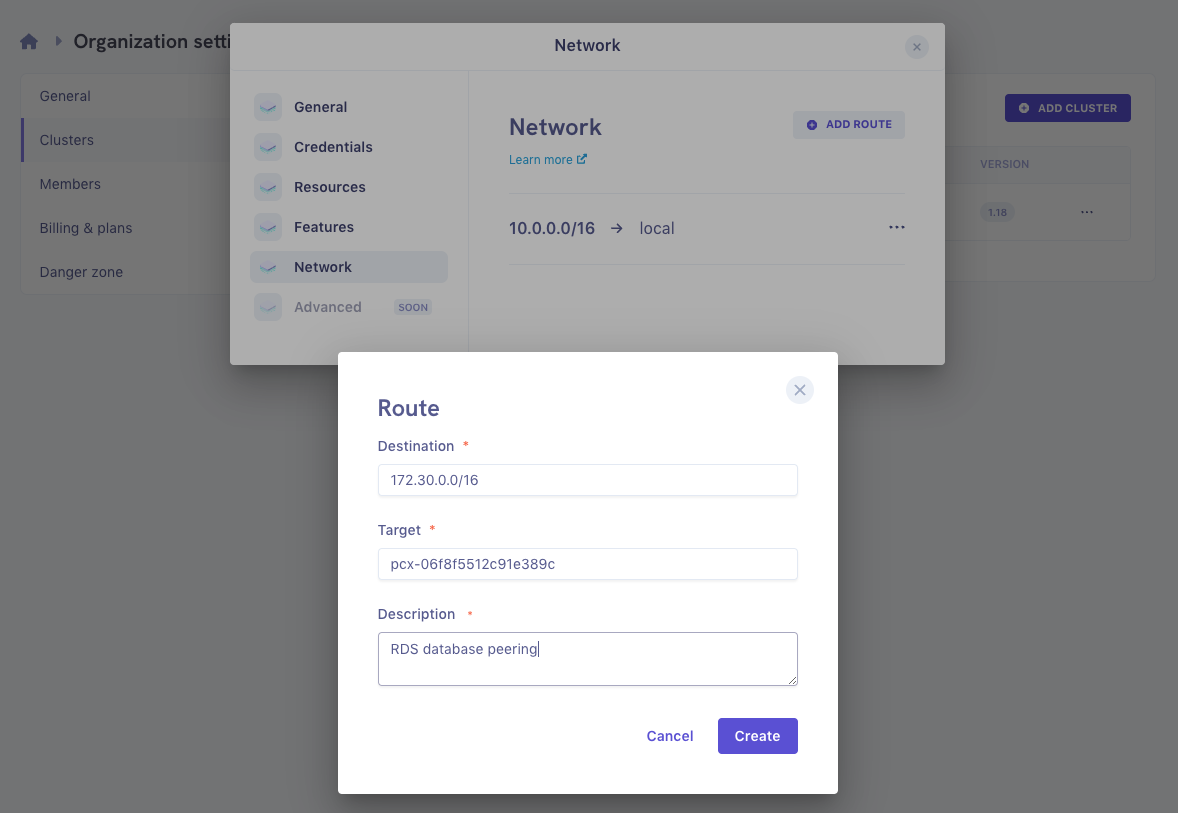 Organization setti
General
Clusters
Members
Billing & plans
Danger zone
ADD CLUSTER
VERSION
1.18
Network
General
Credentials
Resources
Features
Network
Advanced SOON
Network
ADD ROUTE
Learn more
10.0.0.0/16 → local
Route
Destination *
172.30.0.0/16
Target *
pcx-06f8f5512c91e389c
Description *
RDS database peering
Cancel Create